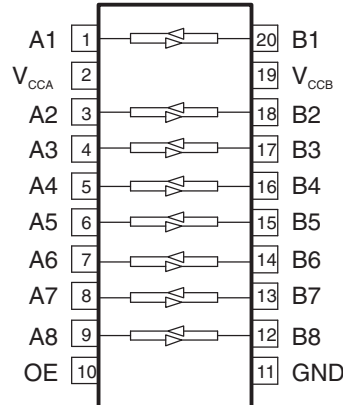 A1 1 20 B1
VCCA 2 19 VCCB
A2 3 18 B2
A3 4 17 B3
A4 5 16 B4
A5 6 15 B5
A6 7 14 B6
A7 8 13 B7
A8 9 12 B8
OE 10 11 GND